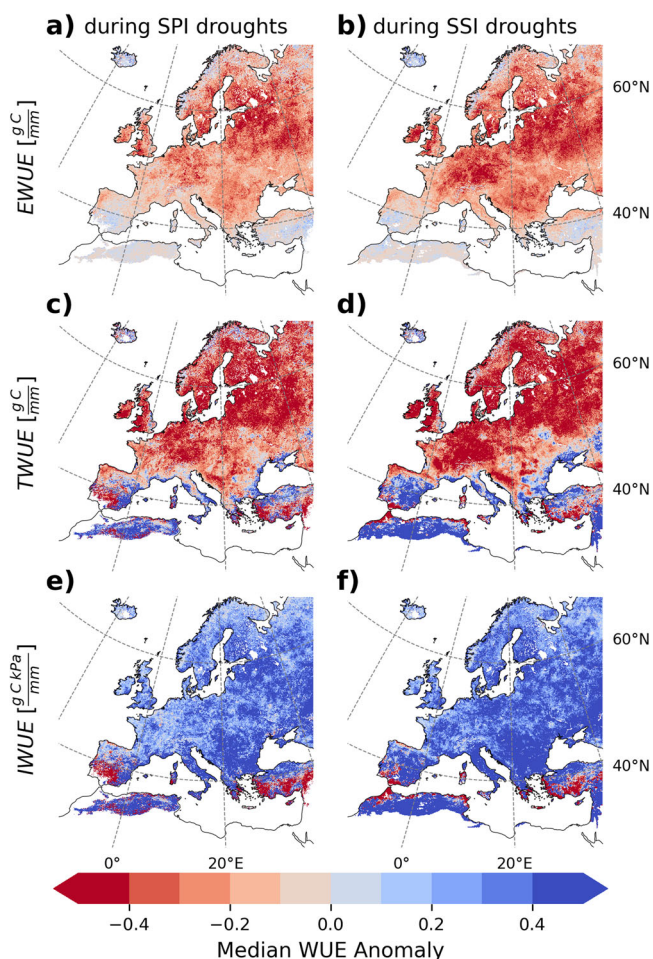 a) during SPI droughts
b) during SSI droughts
EWUE [g C / mm]
60°N
40°N
c)
d)
TWUE [g C / mm]
60°N
40°N
e)
f)
IWUE [g C kPa / mm]
60°N
40°N
0° 20°E 0° 20°E
−0.4 −0.2 0.0 0.2 0.4
Median WUE Anomaly